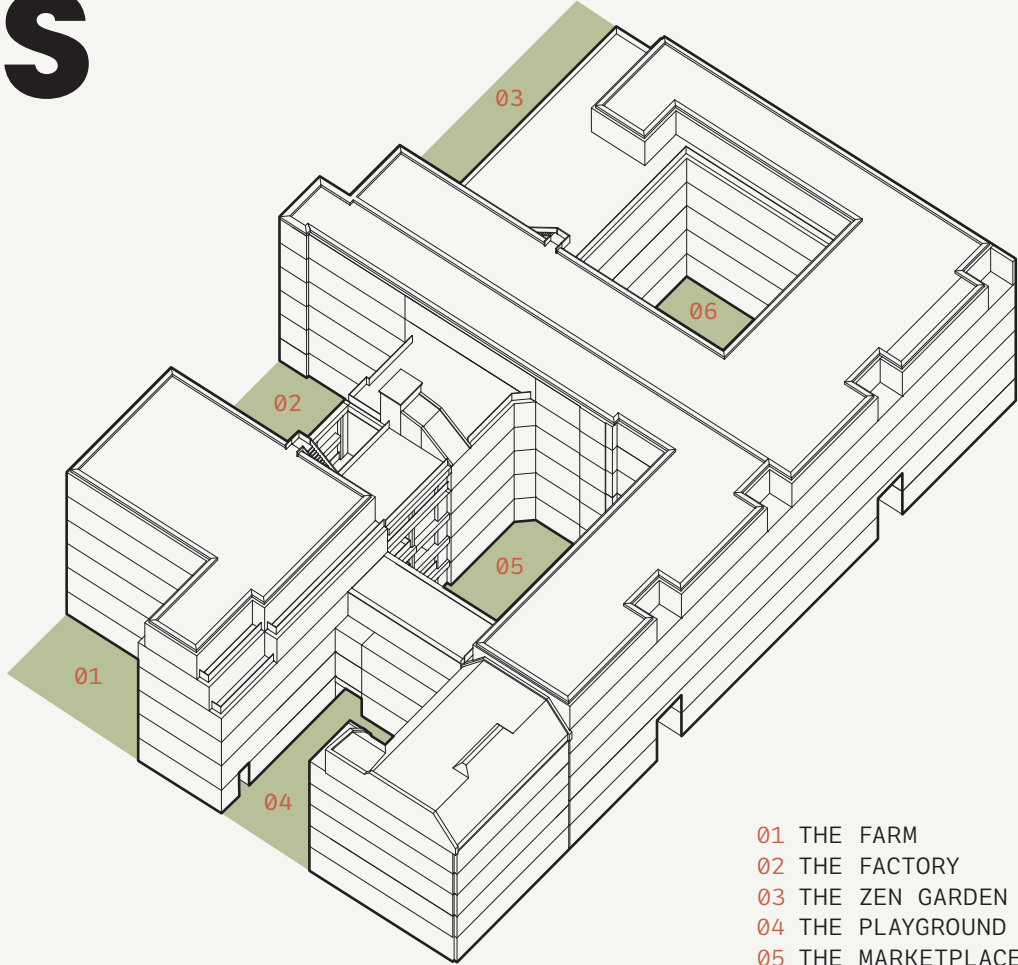 S
03
06
02
05
01
04
01 THE FARM
02 THE FACTORY
03 THE ZEN GARDEN
04 THE PLAYGROUND
05 THE MARKETPLACE